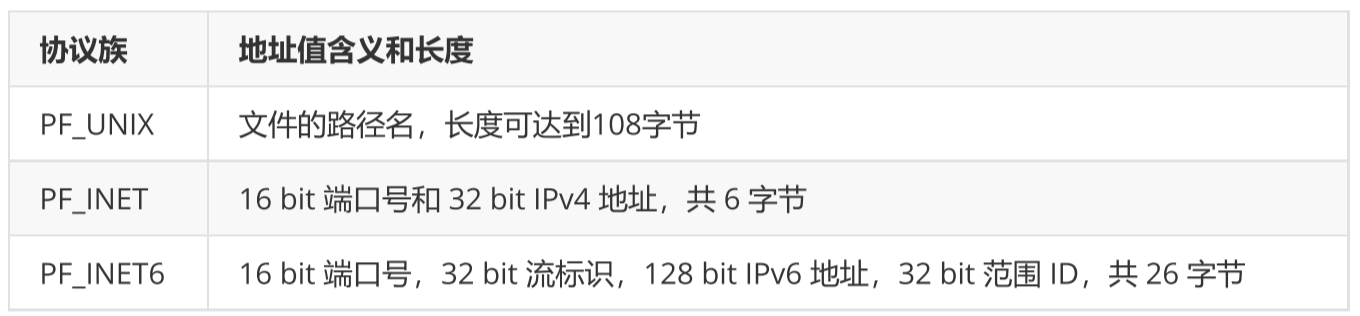 协议族 地址值含义和长度
PF_UNIX 文件的路径名，长度可达到108字节
PF_INET 16 bit 端口号和 32 bit IPv4 地址，共 6 字节
PF_INET6 16 bit 端口号，32 bit 流标识，128 bit IPv6 地址，32 bit 范围 ID，共 26 字节